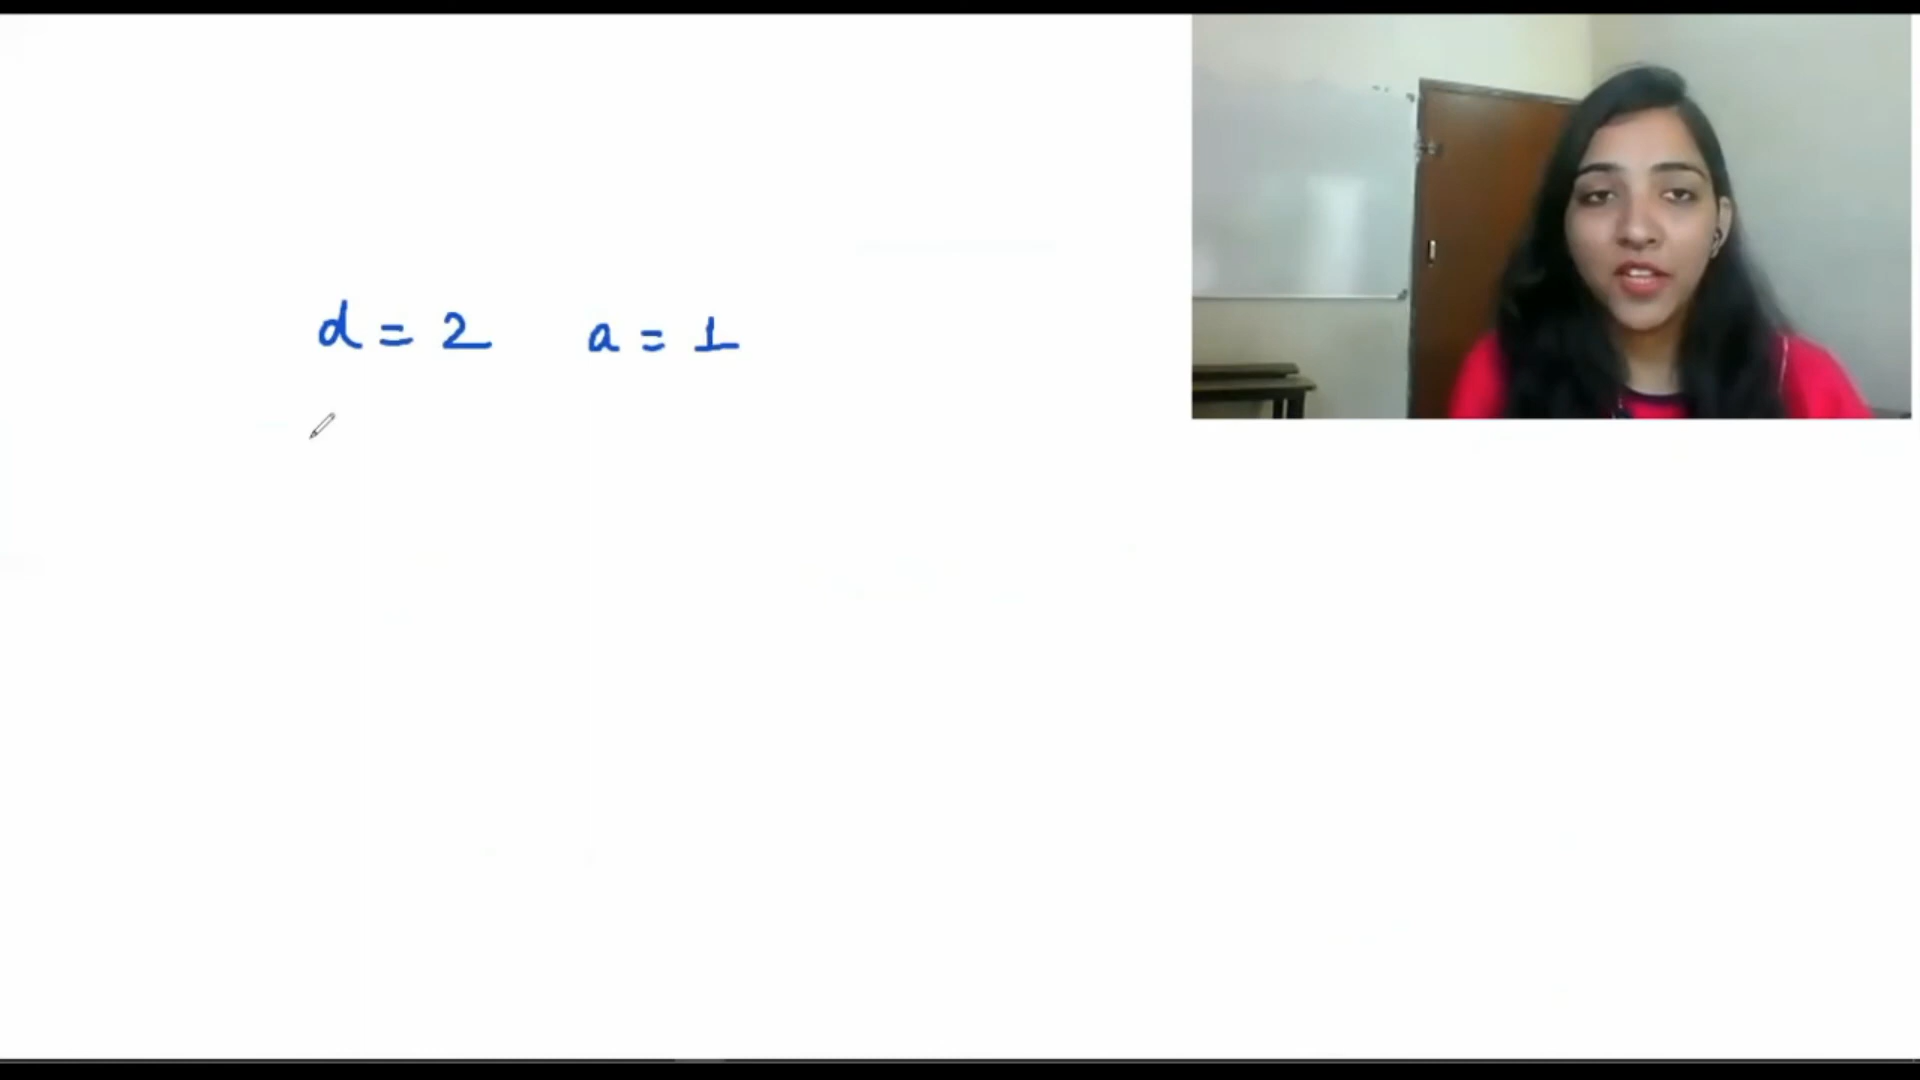 d = 2 a = 1